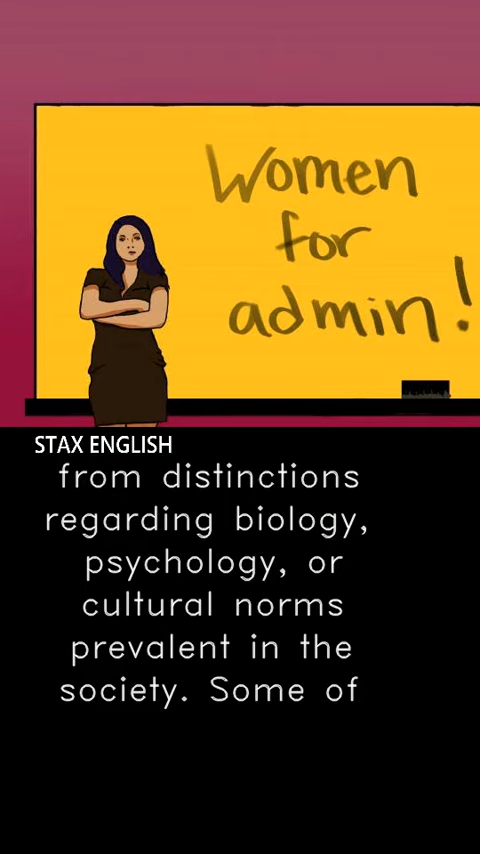 Women
for
admin!
STAX ENGLISH
from distinctions
regarding biology,
psychology, or
cultural norms
prevalent in the
society. Some of